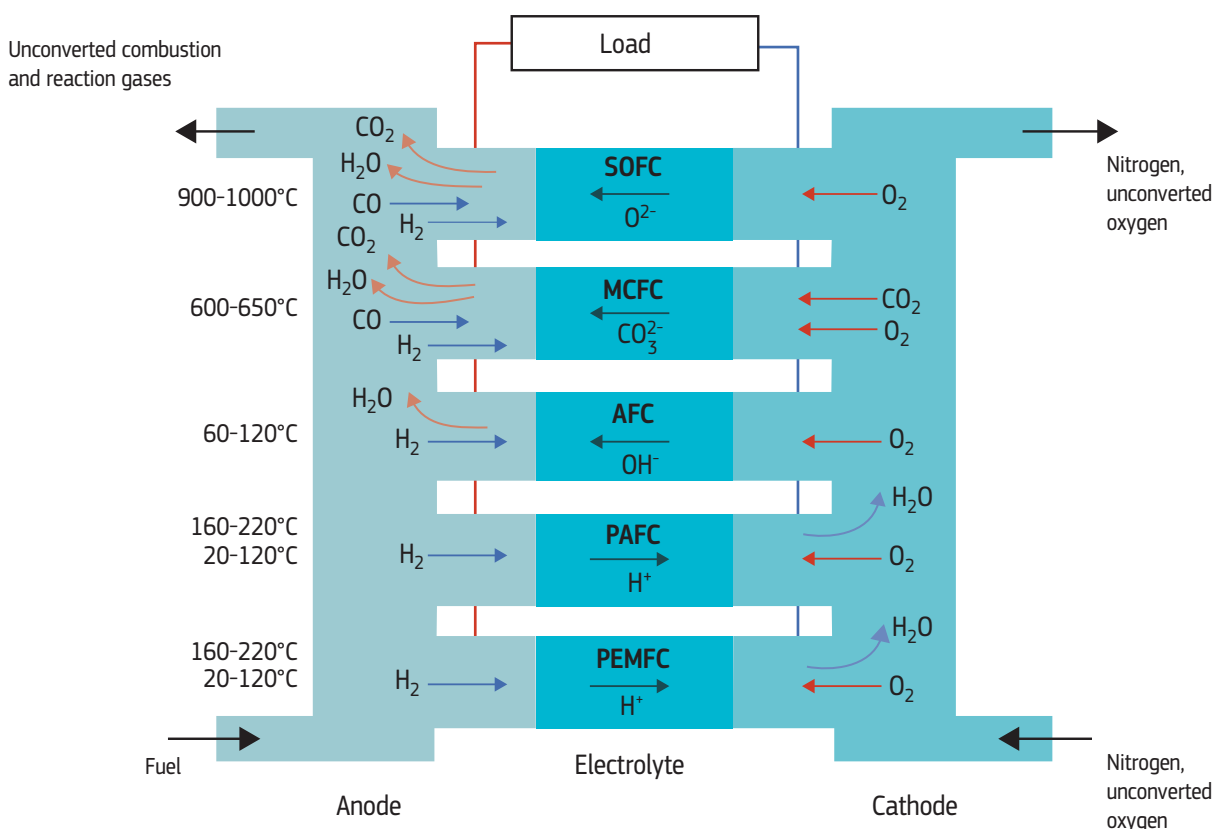 Load
Unconverted combustion
and reaction gases
Nitrogen,
unconverted
oxygen
900-1000°C
CO₂
H₂O
CO
H₂
SOFC
O²⁻
O₂
600-650°C
CO₂
H₂O
CO
H₂
MCFC
CO₃²⁻
CO₂
O₂
60-120°C
H₂O
H₂
AFC
OH⁻
O₂
160-220°C
20-120°C
H₂
PAFC
H⁺
H₂O
O₂
160-220°C
20-120°C
H₂
PEMFC
H⁺
H₂O
O₂
Fuel
Electrolyte
Nitrogen,
unconverted
oxygen
Anode
Cathode